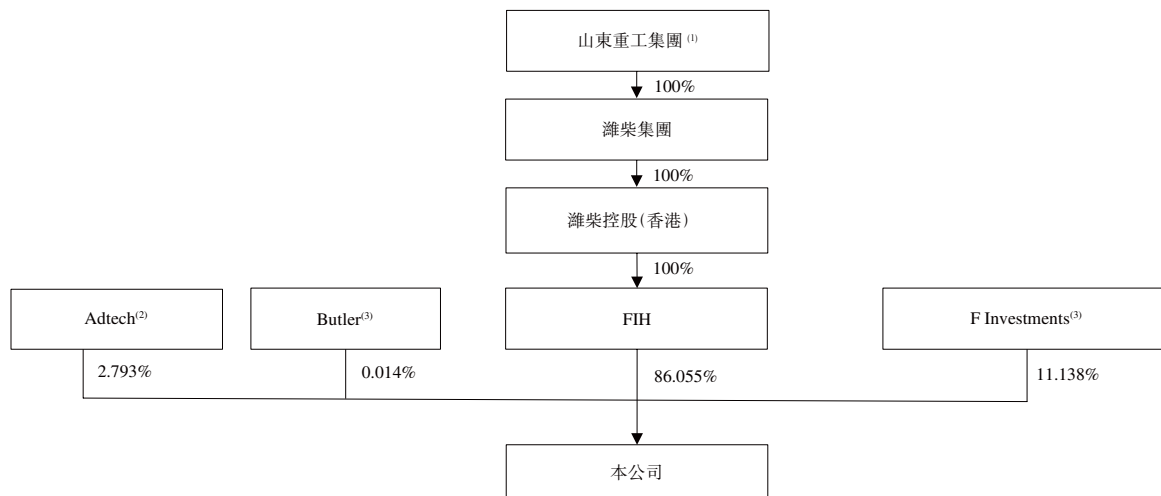 山東重工集團(1)
100%
濰柴集團
100%
濰柴控股(香港)
100%
Adtech(2)
Butler(3)
FIH
F Investments(3)
2.793%
0.014%
86.055%
11.138%
本公司